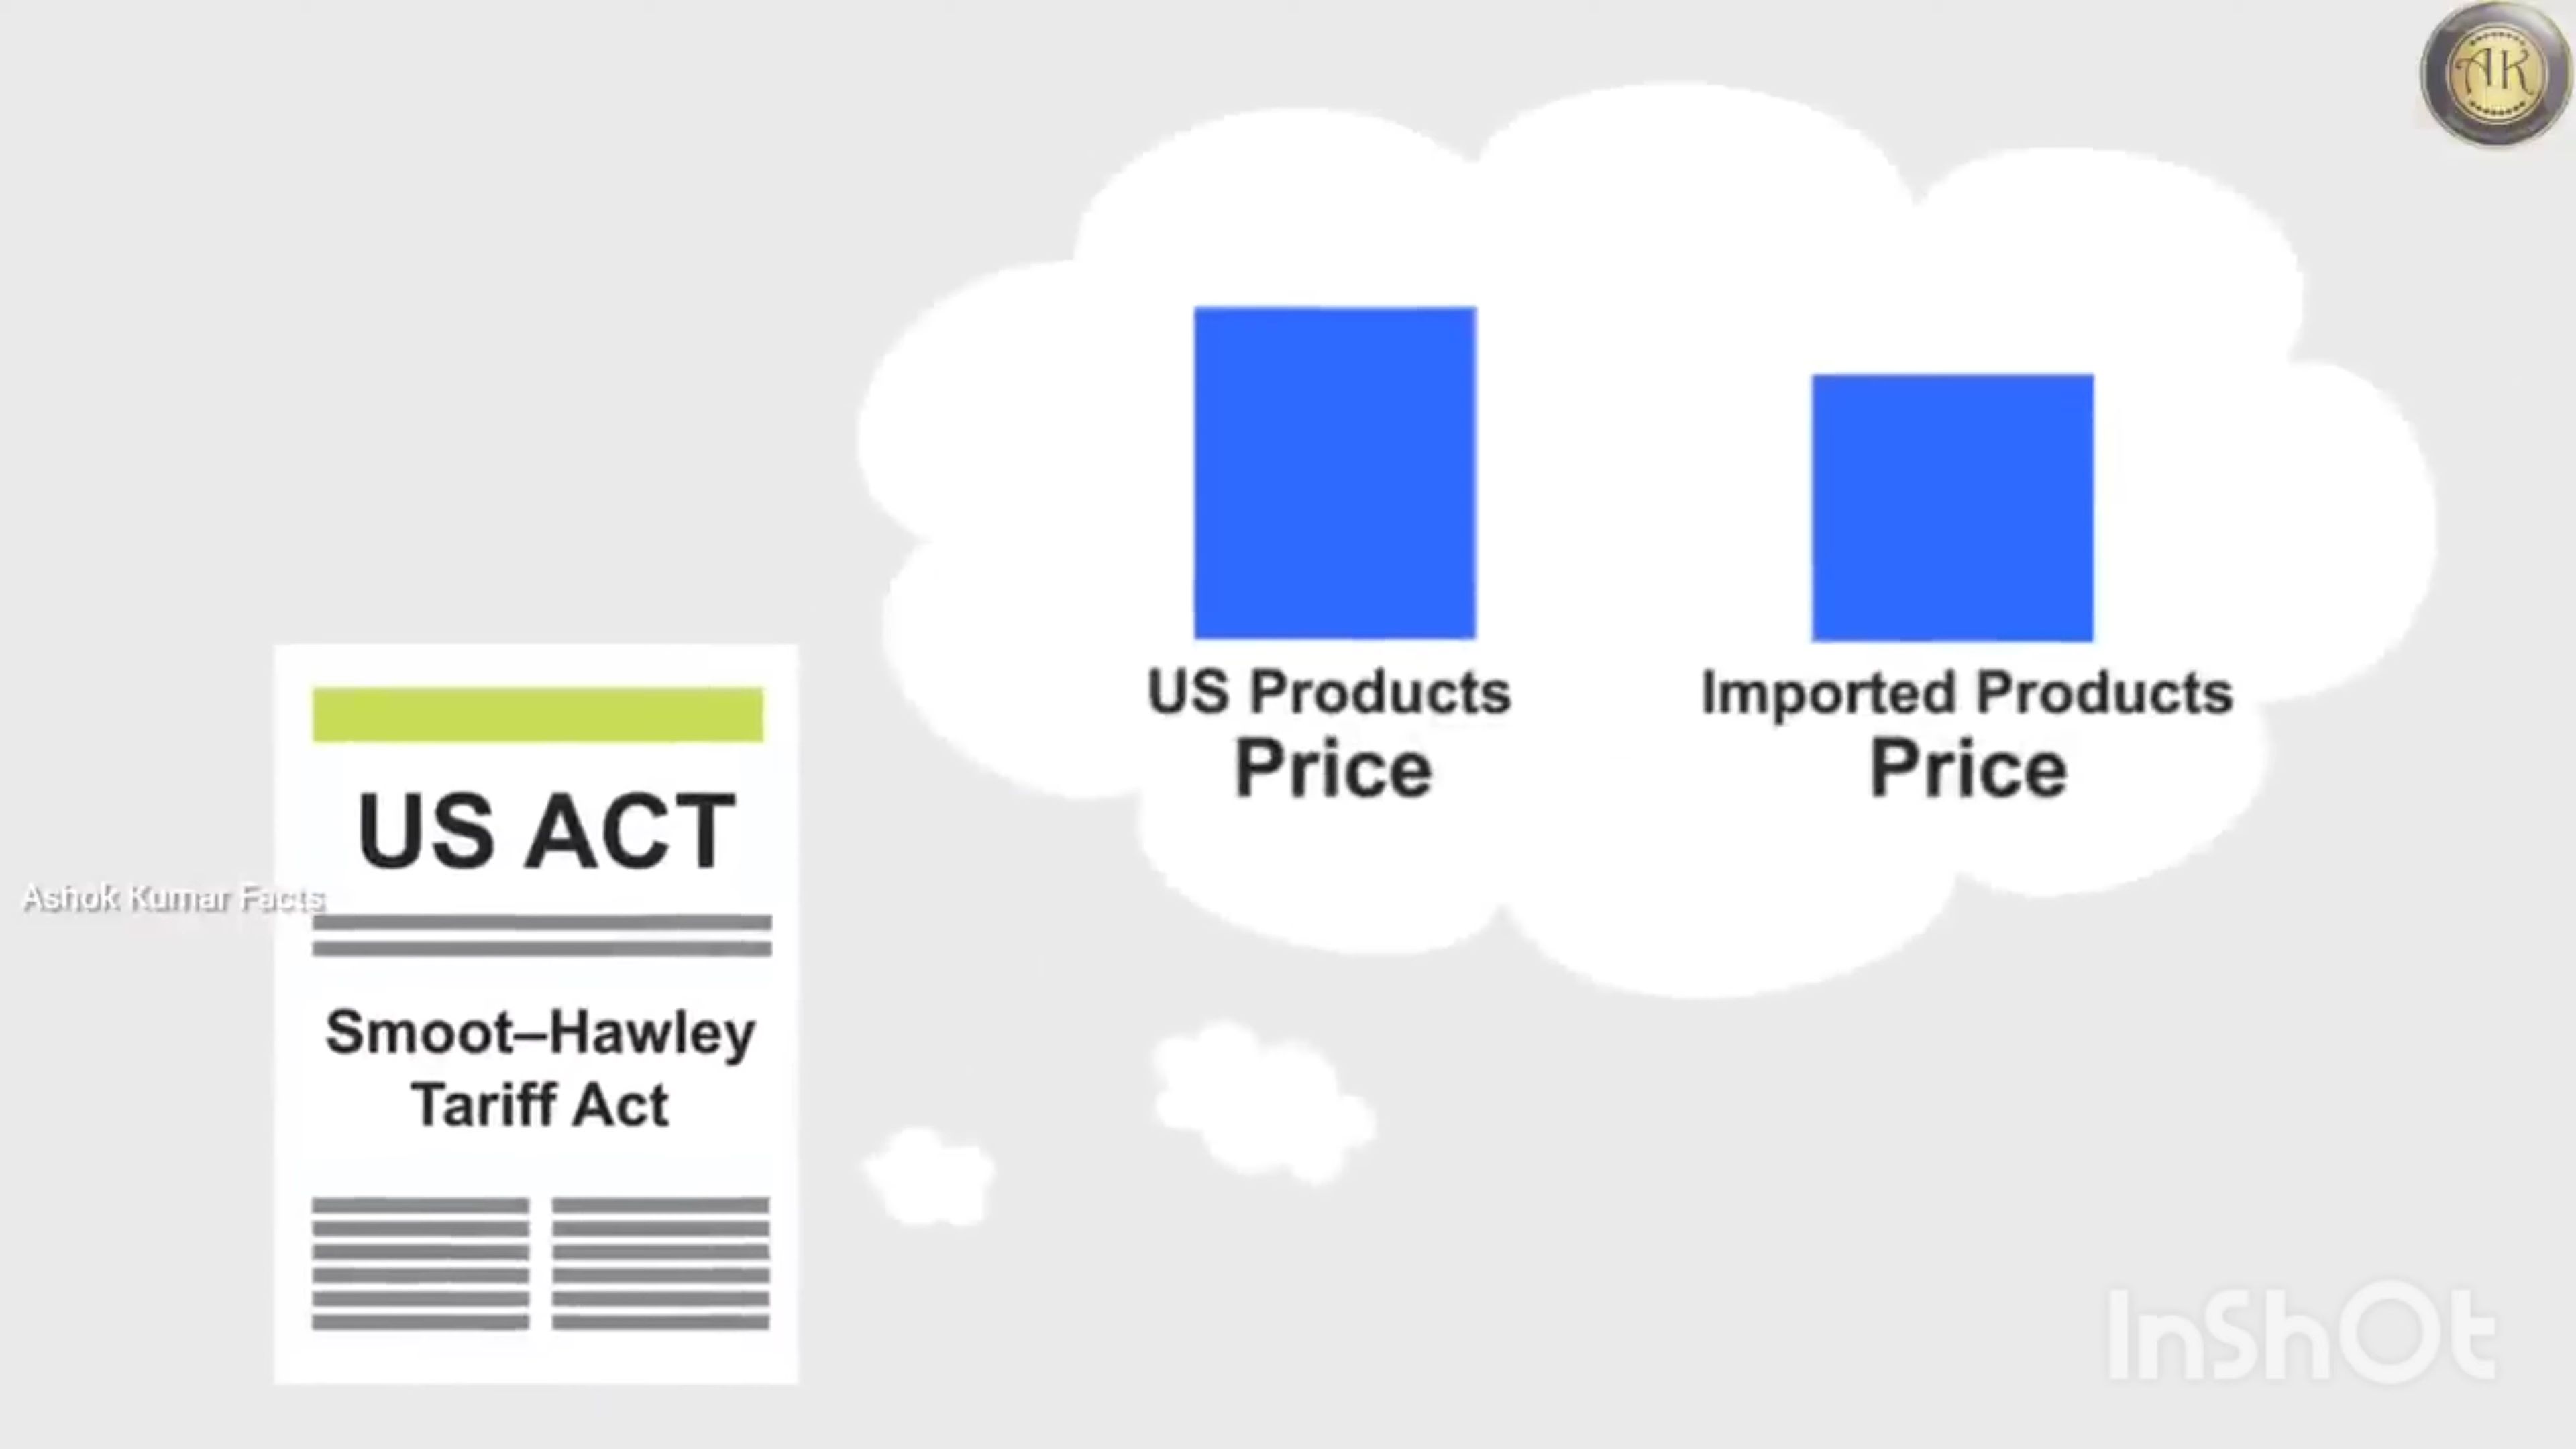 AK
US Products
Price
Imported Products
Price
US ACT
Ashok Kumar Facts
Smoot–Hawley
Tariff Act
InShOt